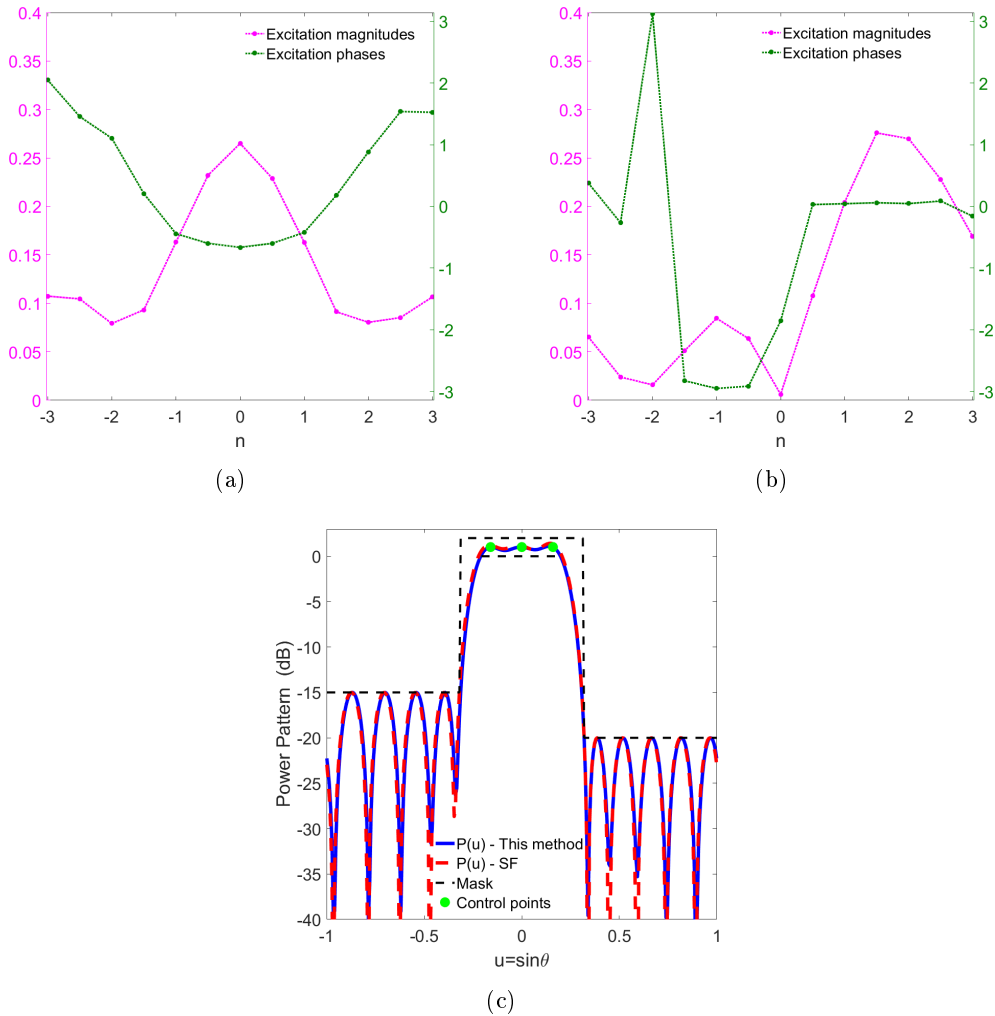 0.4
0.35
0.3
0.25
0.2
0.15
0.1
0.05
0
3
2
1
0
-1
-2
-3
Excitation magnitudes
Excitation phases
-3 -2 -1 0 1 2 3
n
(a)
0.4
0.35
0.3
0.25
0.2
0.15
0.1
0.05
0
3
2
1
0
-1
-2
-3
Excitation magnitudes
Excitation phases
-3 -2 -1 0 1 2 3
n
(b)
Power Pattern (dB)
0
-5
-10
-15
-20
-25
-30
-35
-40
P(u) - This method
P(u) - SF
Mask
Control points
-1 -0.5 0 0.5 1
u=sinθ
(c)